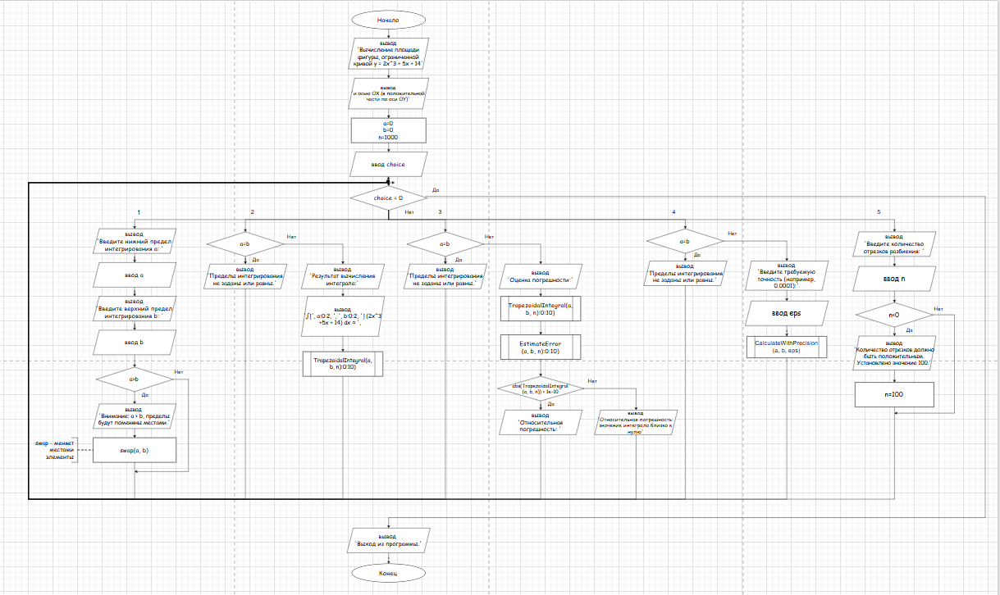 Начало
вывод
'Вычисление площади
фигуры, ограниченной
кривой y = 2x^3 + 5x + 14'
вывод
'и осью OX (в положительной
части по оси OY)'
a=0
b=0
n=1000
ввод choice
choice = 0
Да
Нет
1
вывод
'Введите нижний предел
интегрирования a: '
ввод a
вывод
'Введите верхний предел
интегрирования b: '
ввод b
a>b
Нет
Да
вывод
'Внимание: a > b, пределы
будут поменяны местами.'
swap - меняет
местами
элементы
swap(a, b)
2
a=b
Нет
Да
вывод
'Пределы интегрирования
не заданы или равны.'
вывод
'Результат вычисления
интеграла:'
вывод
'∫[', a:0:2, ', ', b:0:2, '] (2x^3
+5x + 14) dx = ',
TrapezoidalIntegral(a,
b, n):0:10)
3
a=b
Нет
Да
вывод
'Пределы интегрирования
не заданы или равны.'
вывод
'Оценка погрешности:'
TrapezoidalIntegral(a,
b, n):0:10)
EstimateError
(a, b, n):0:10)
abs(TrapezoidalIntegral
(a, b, n)) > 1e-10
Нет
Да
вывод
'Относительная
погрешность: '
вывод
'Относительная погрешность:
значение интеграла близко к
нулю'
4
a=b
Нет
Да
вывод
'Пределы интегрирования
не заданы или равны.'
вывод
'Введите требуемую
точность (например,
0.0001):'
ввод eps
CalculateWithPrecision
(a, b, eps)
5
вывод
'Введите количество
отрезков разбиения: '
ввод n
n<0
Нет
Да
вывод
'Количество отрезков должно
быть положительным.
Установлено значение 100.'
n=100
вывод
'Выход из программы.'
Конец